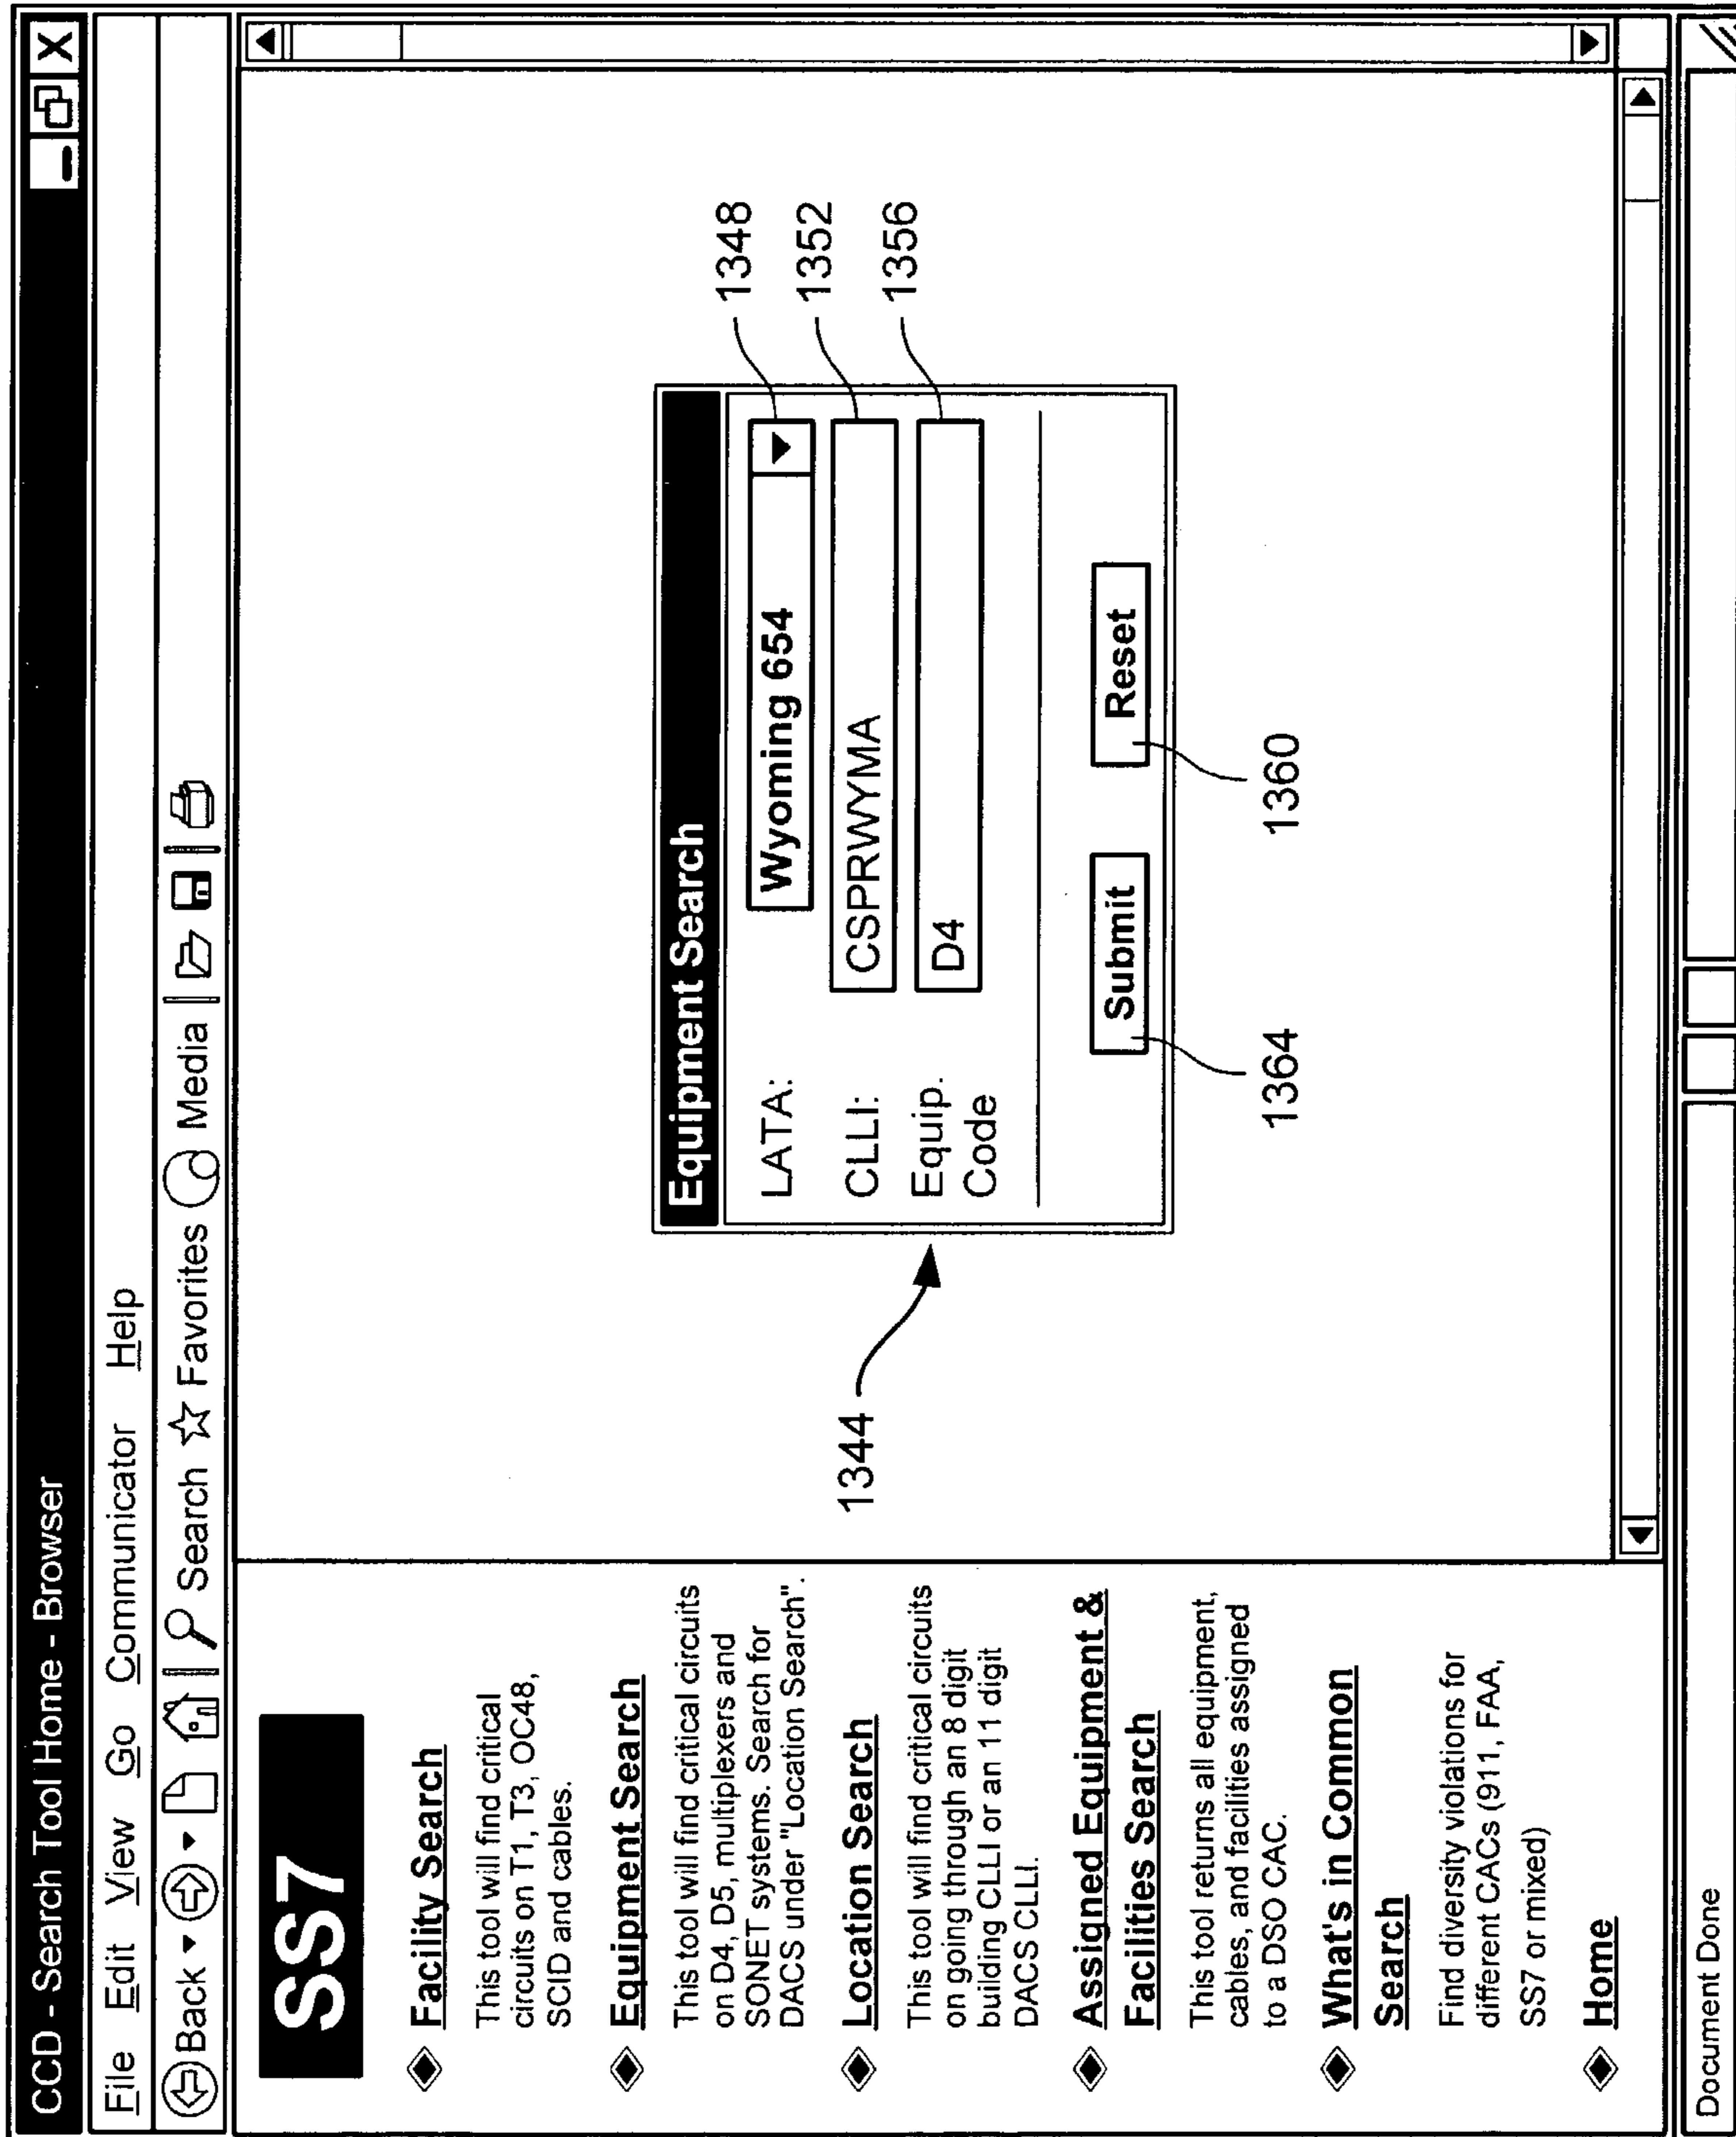 CCD - Search Tool Home - Browser
File Edit View Go Communicator Help
Back Search Favorites Media
SS7
Facility Search
This tool will find critical
circuits on T1, T3, OC48,
SCID and cables.
Equipment Search
This tool will find critical circuits
on D4, D5, multiplexers and
SONET systems. Search for
DACS under "Location Search".
Location Search
This tool will find critical circuits
on going through an 8 digit
building CLLI or an 11 digit
DACS CLLI.
Assigned Equipment &
Facilities Search
This tool returns all equipment,
cables, and facilities assigned
to a DSO CAC.
What's in Common
Search
Find diversity violations for
different CACs (911, FAA,
SS7 or mixed)
Home
1344
Equipment Search
LATA: Wyoming 654 1348
CLLI: CSPRWYMA 1352
Equip. D4 1356
Code
Submit Reset
1364 1360
Document Done